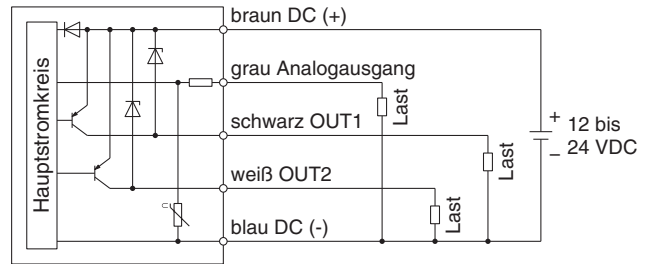 braun DC (+)
grau Analogausgang
Hauptstromkreis
Last
schwarz OUT1
+ 12 bis
− 24 VDC
Last
weiß OUT2
Last
blau DC (-)